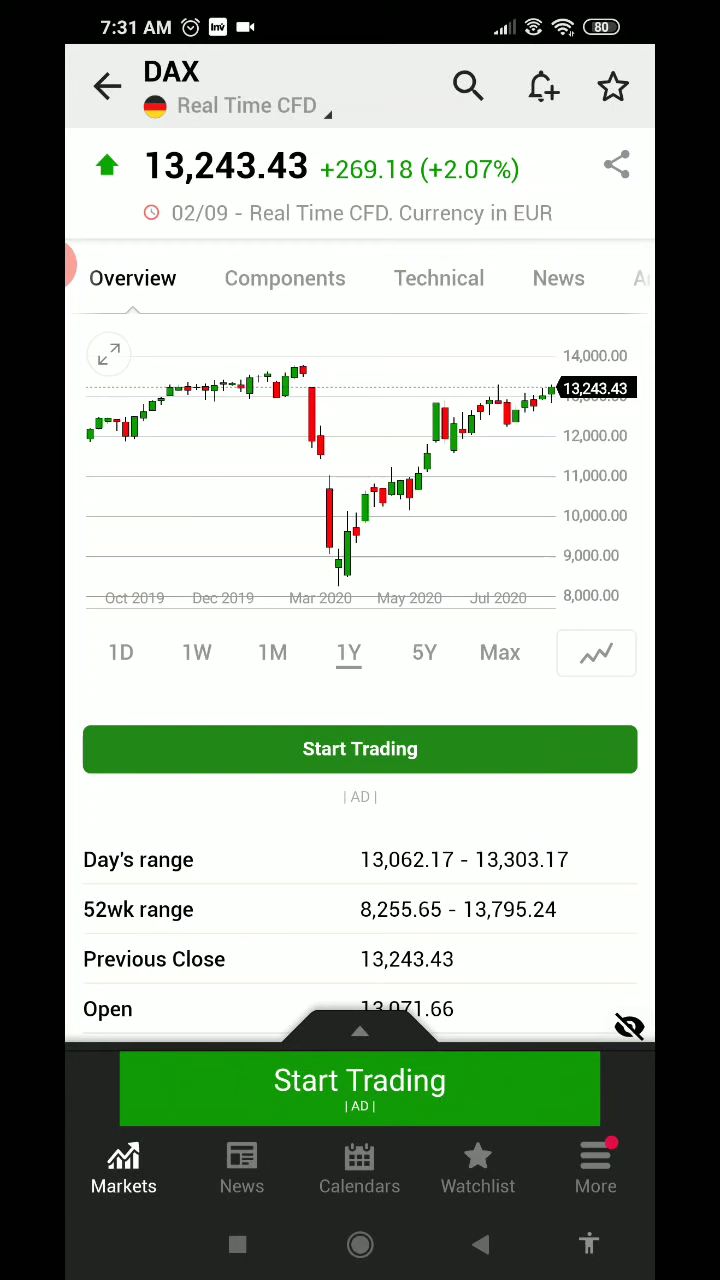 7:31 AM Inv 80
DAX
Real Time CFD
13,243.43 +269.18 (+2.07%)
02/09 - Real Time CFD. Currency in EUR
Overview Components Technical News
14,000.00
13,243.43
12,000.00
11,000.00
10,000.00
9,000.00
8,000.00
Oct 2019 Dec 2019 Mar 2020 May 2020 Jul 2020
1D 1W 1M 1Y 5Y Max
Start Trading
| AD |
Day's range 13,062.17 - 13,303.17
52wk range 8,255.65 - 13,795.24
Previous Close 13,243.43
Open 13,071.66
Start Trading
| AD |
Markets News Calendars Watchlist More